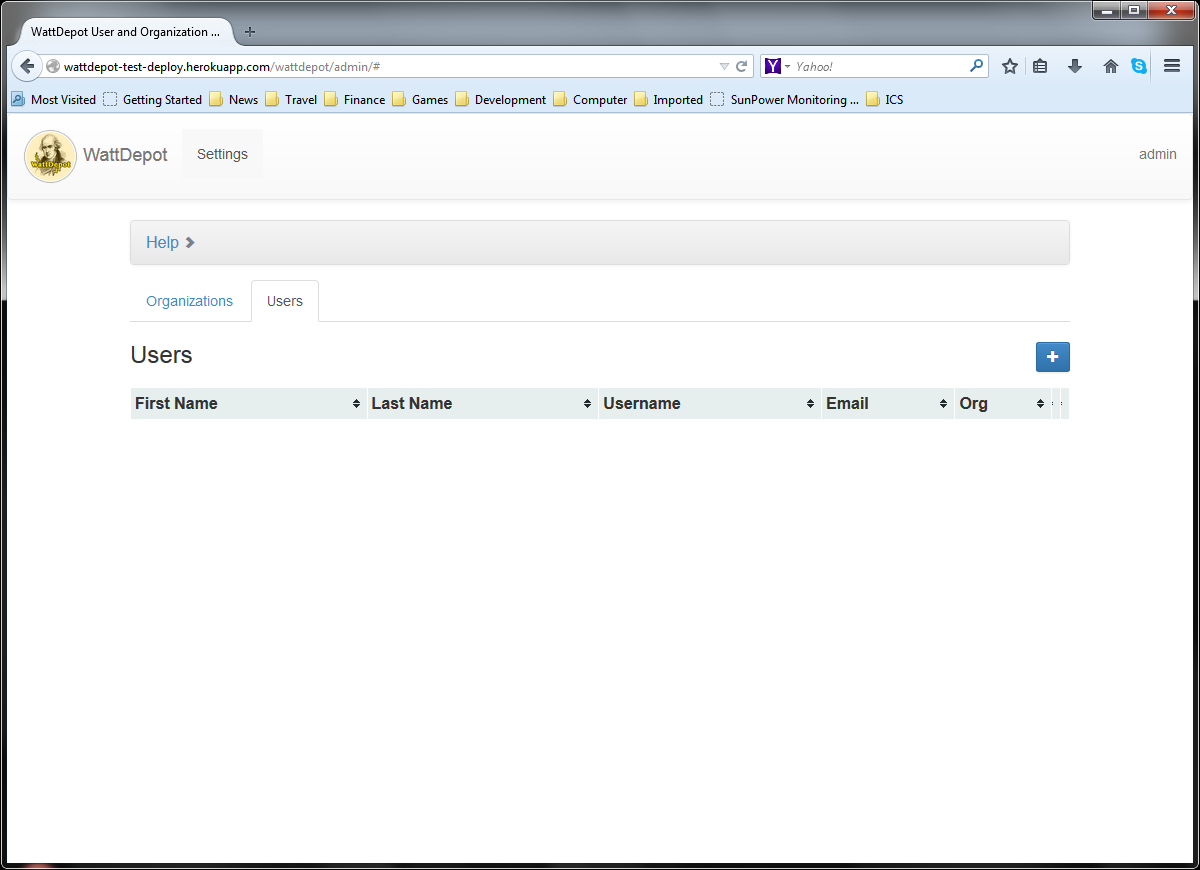 WattDepot User and Organization ...
wattdepot-test-deploy.herokuapp.com/wattdepot/admin/# Yahoo!
Most Visited Getting Started News Travel Finance Games Development Computer Imported SunPower Monitoring ... ICS
WattDepot WattDepot Settings admin
Help
Organizations Users
Users
First Name Last Name Username Email Org